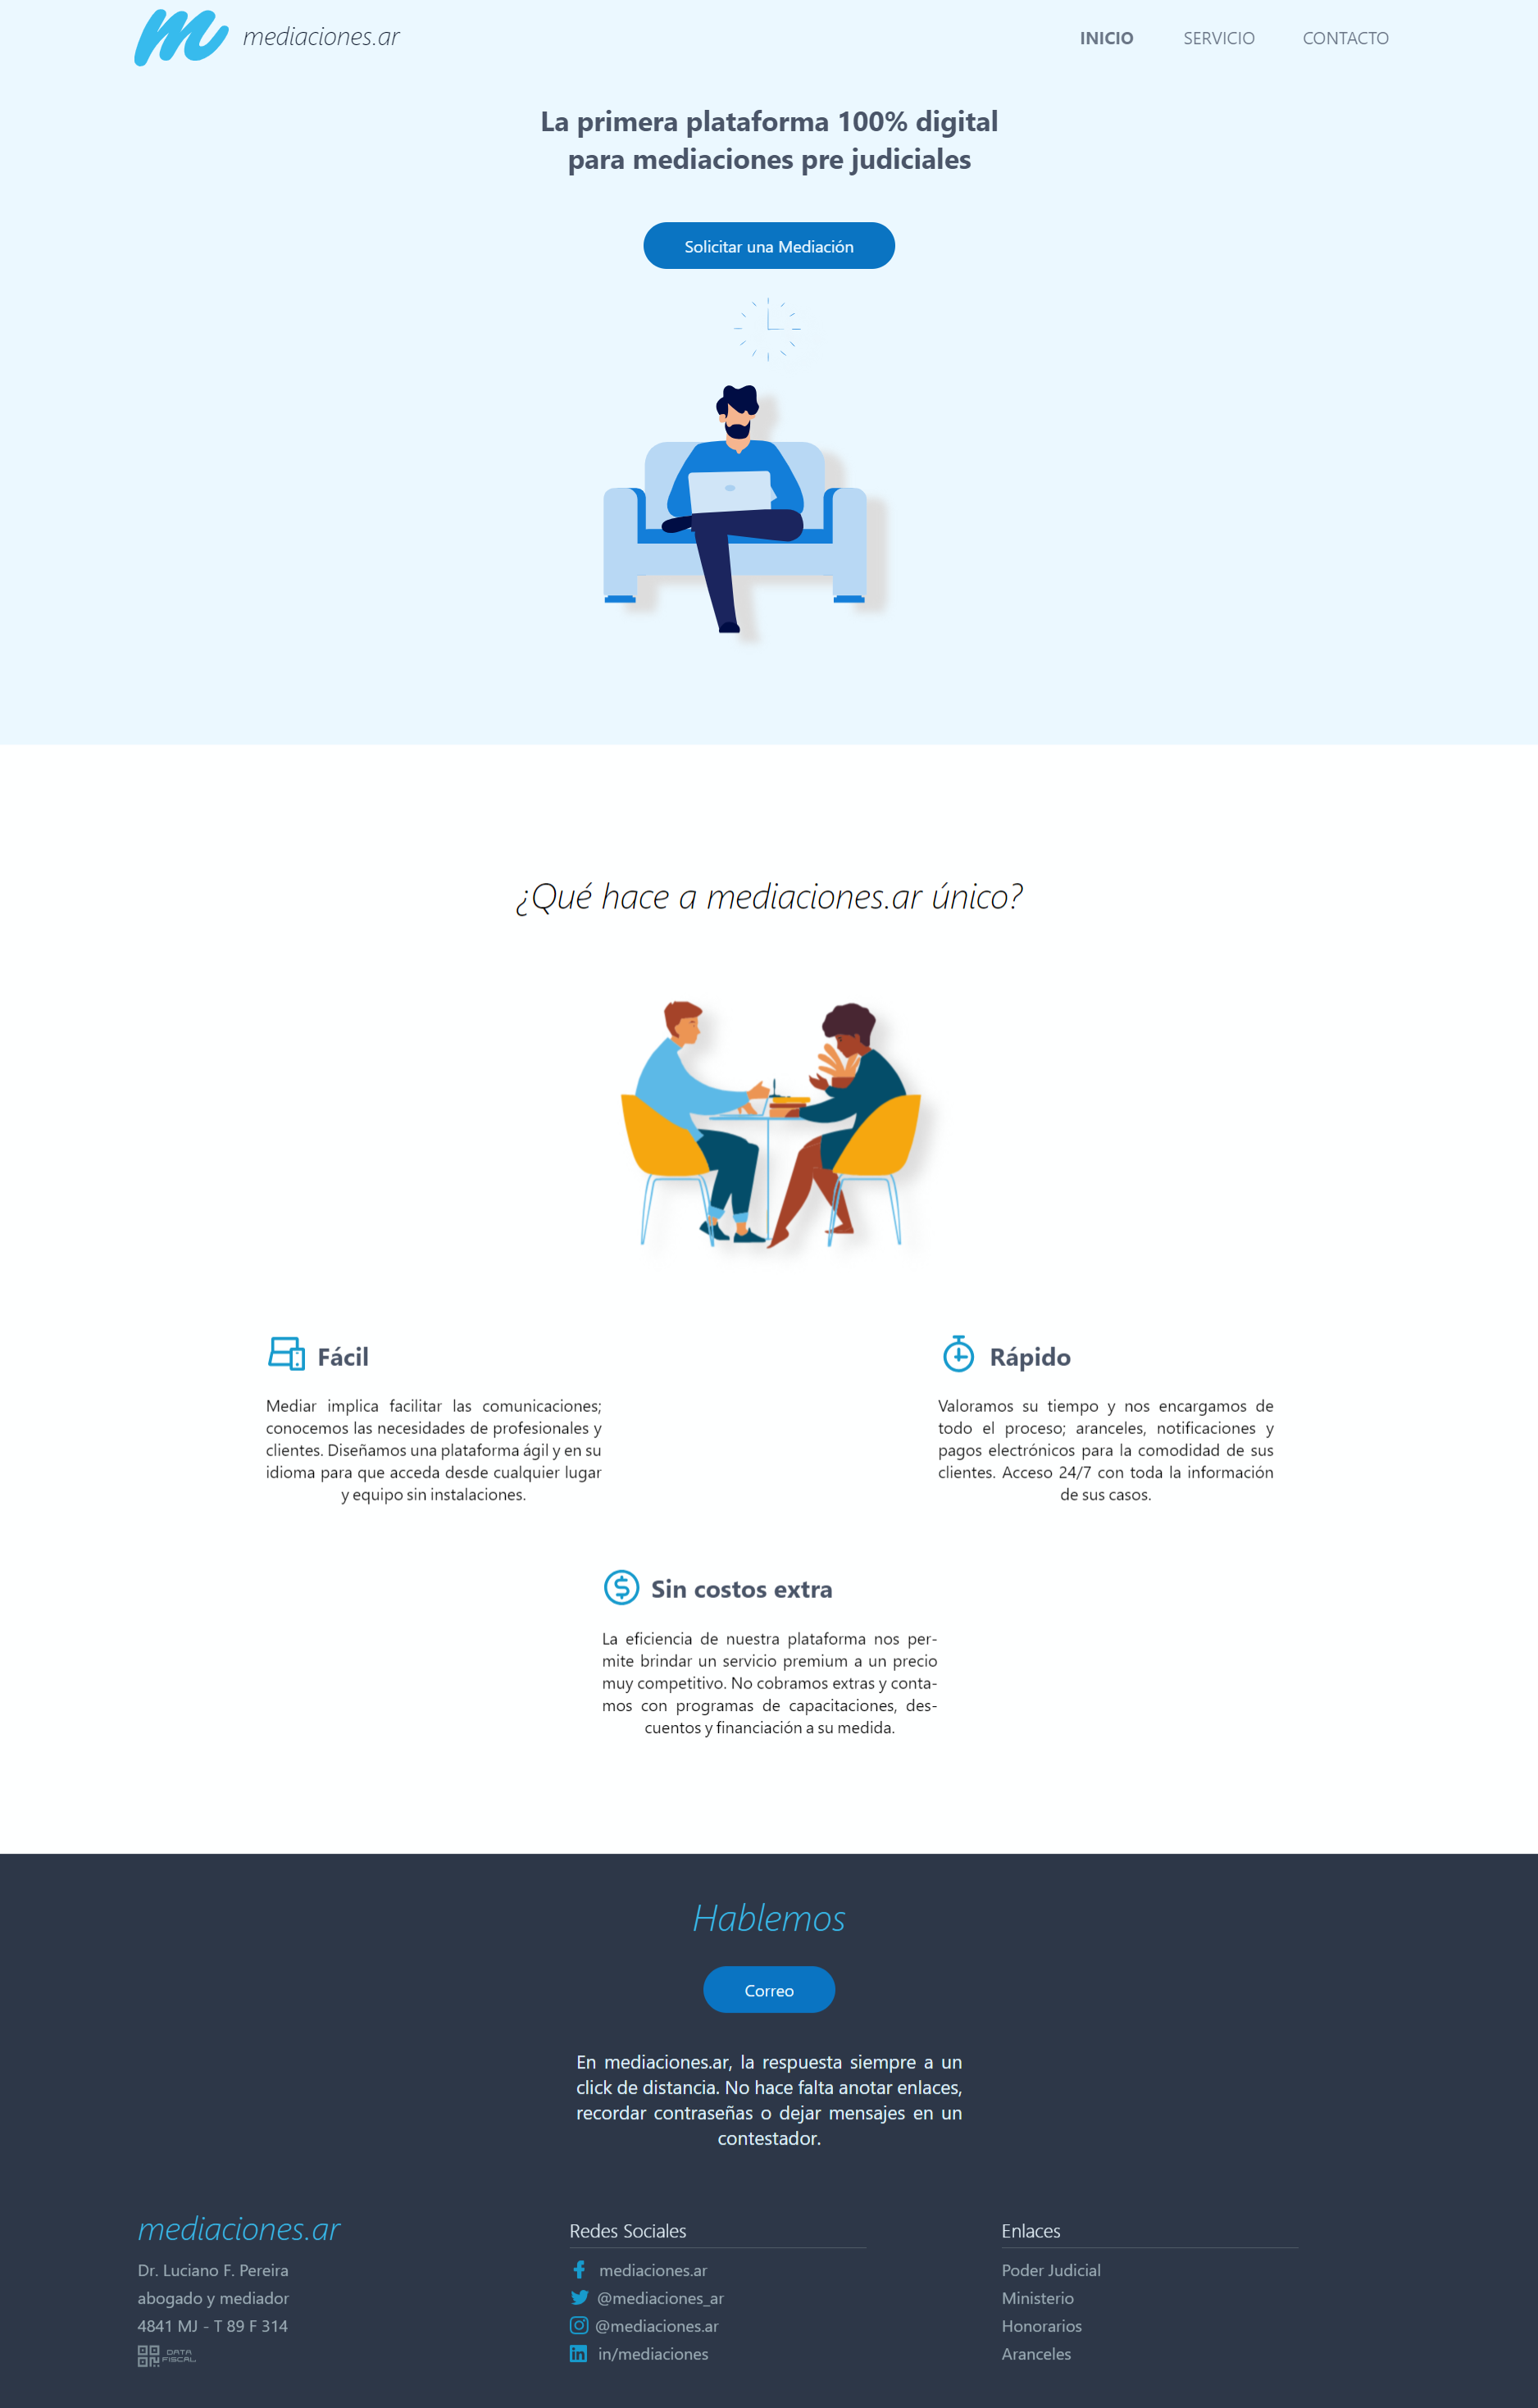 mediaciones.ar
INICIO SERVICIO CONTACTO
La primera plataforma 100% digital
para mediaciones pre judiciales
Solicitar una Mediación
¿Qué hace a mediaciones.ar único?
Fácil
Mediar implica facilitar las comunicaciones;
conocemos las necesidades de profesionales y
clientes. Diseñamos una plataforma ágil y en su
idioma para que acceda desde cualquier lugar
y equipo sin instalaciones.
Rápido
Valoramos su tiempo y nos encargamos de
todo el proceso; aranceles, notificaciones y
pagos electrónicos para la comodidad de sus
clientes. Acceso 24/7 con toda la información
de sus casos.
Sin costos extra
La eficiencia de nuestra plataforma nos per-
mite brindar un servicio premium a un precio
muy competitivo. No cobramos extras y conta-
mos con programas de capacitaciones, des-
cuentos y financiación a su medida.
Hablemos
Correo
En mediaciones.ar, la respuesta siempre a un
click de distancia. No hace falta anotar enlaces,
recordar contraseñas o dejar mensajes en un
contestador.
mediaciones.ar
Dr. Luciano F. Pereira
abogado y mediador
4841 MJ - T 89 F 314
DATA
FISCAL
Redes Sociales
mediaciones.ar
@mediaciones_ar
@mediaciones.ar
in/mediaciones
Enlaces
Poder Judicial
Ministerio
Honorarios
Aranceles